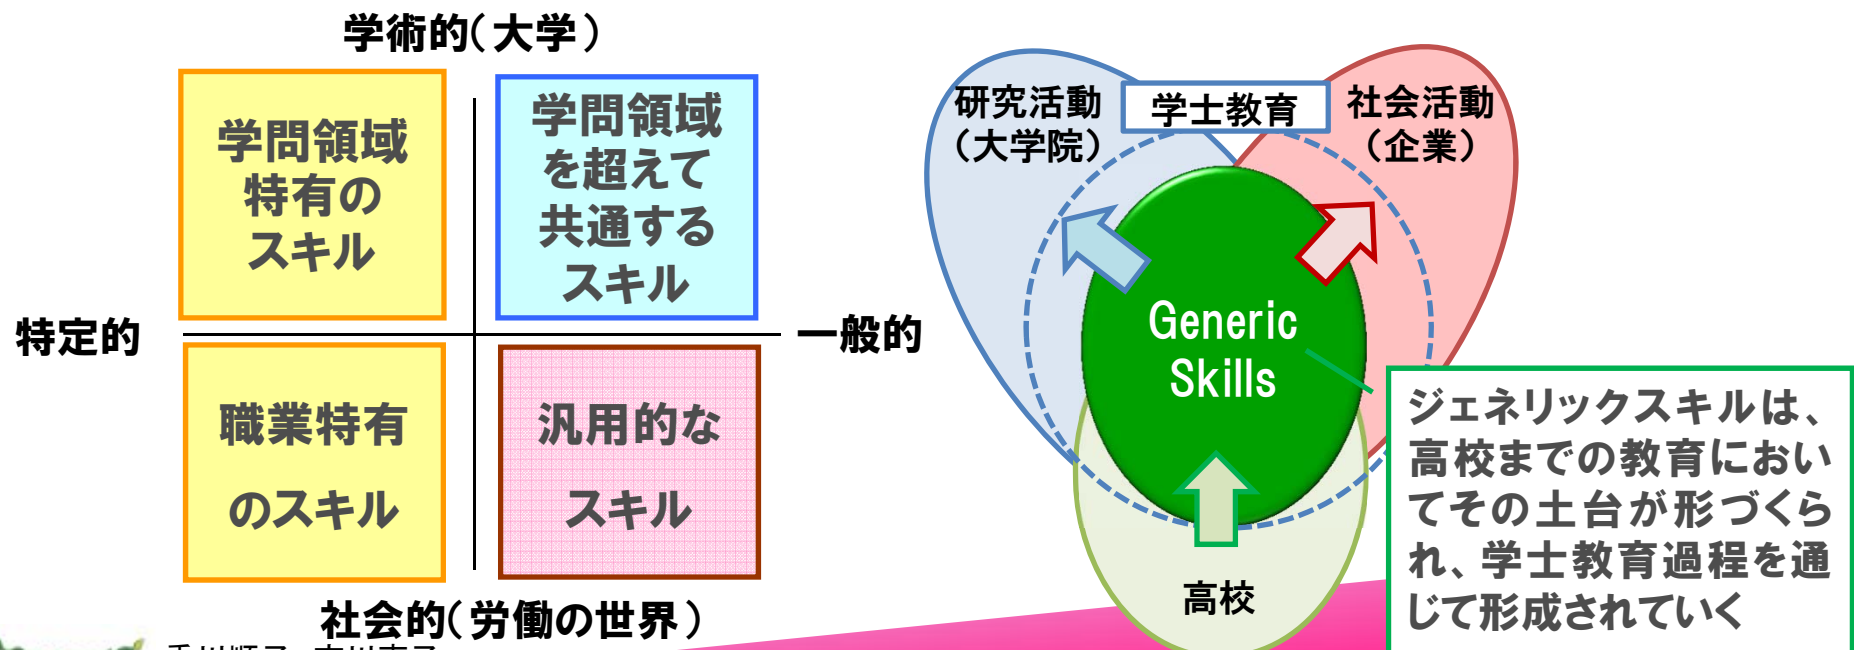 学術的(大学)
学問領域
特有の
スキル
学問領域
を超えて
共通する
スキル
特定的
一般的
職業特有
のスキル
汎用的な
スキル
社会的(労働の世界)
研究活動
(大学院)
学士教育
社会活動
(企業)
Generic
Skills
高校
ジェネリックスキルは、
高校までの教育におい
てその土台が形づくら
れ、学士教育過程を通
じて形成されていく